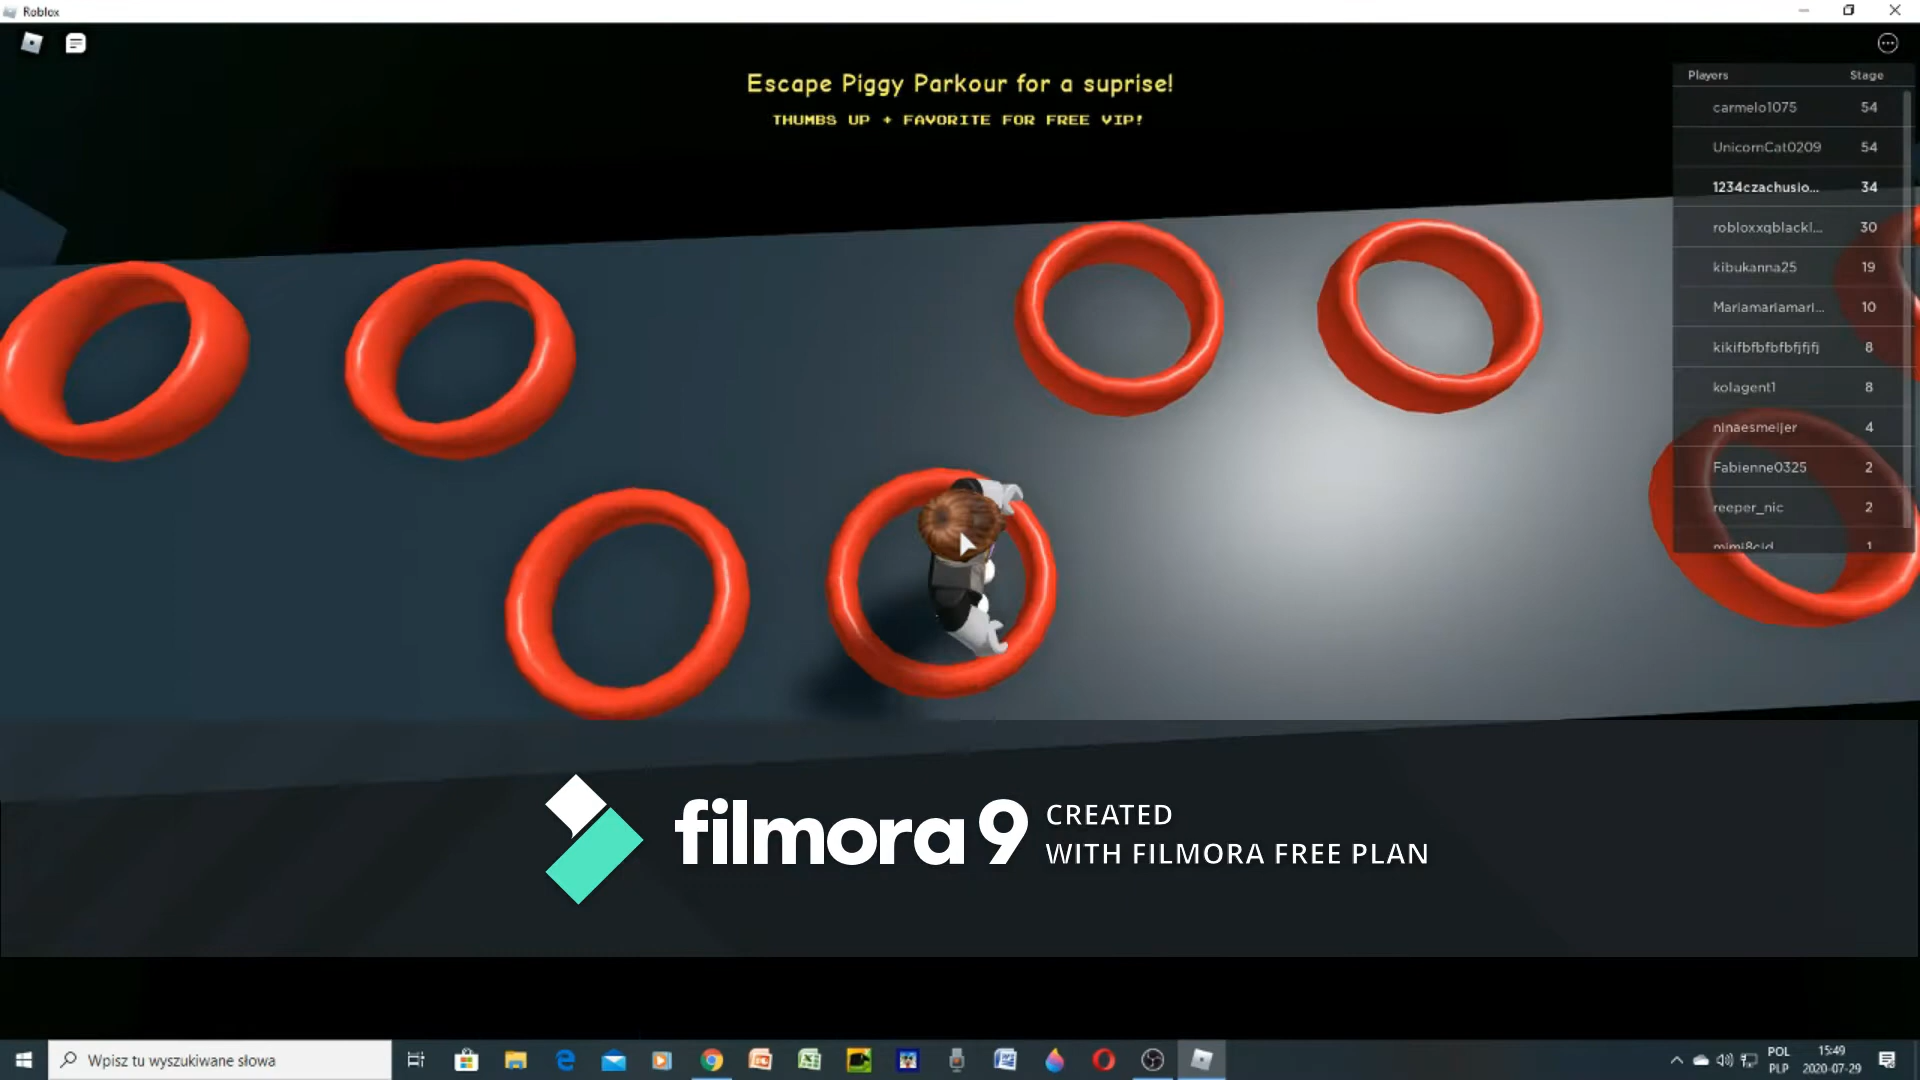 Roblox
Escape Piggy Parkour for a suprise!
THUMBS UP + FAVORITE FOR FREE VIP!
Players Stage
carmelo1075 54
UnicornCat0209 54
1234czachuslo... 34
robloxxqblackl... 30
kibukanna25 19
Mariamariamari... 10
kikifbfbfbfbfjfjfj 8
kolagent1 8
ninaesmeijer 4
Fabienne0325 2
reeper_nic 2
1
filmora 9
CREATED
WITH FILMORA FREE PLAN
Wpisz tu wyszukiwane słowa
POL
PLP
15:49
2020-07-29